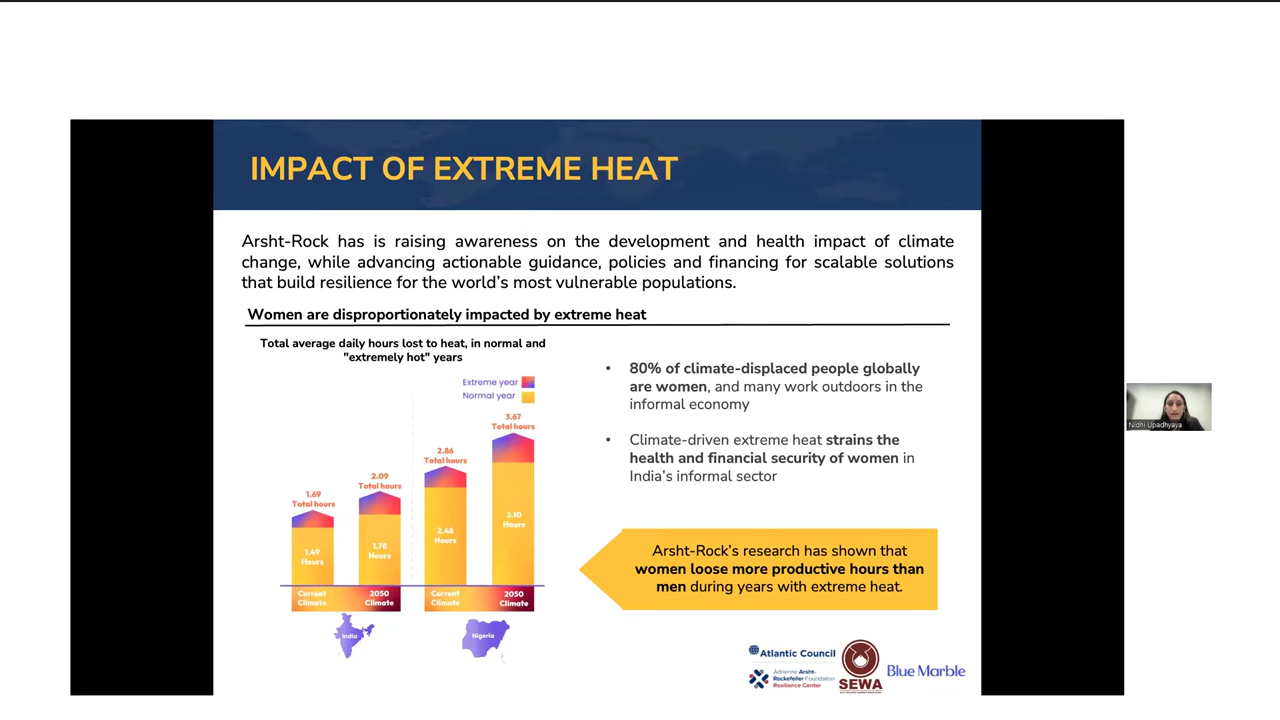 IMPACT OF EXTREME HEAT
Arsht-Rock has is raising awareness on the development and health impact of climate
change, while advancing actionable guidance, policies and financing for scalable solutions
that build resilience for the world's most vulnerable populations.
Women are disproportionately impacted by extreme heat
Total average daily hours lost to heat, in normal and
"extremely hot" years
Extreme year
Normal year
1.69
Total hours
2.09
Total hours
2.86
Total hours
3.67
Total hours
1.49
Hours
1.78
Hours
2.48
Hours
3.10
Hours
Current
Climate
2050
Climate
Current
Climate
2050
Climate
India
Nigeria
• 80% of climate-displaced people globally
are women, and many work outdoors in the
informal economy
• Climate-driven extreme heat strains the
health and financial security of women in
India's informal sector
Arsht-Rock's research has shown that
women loose more productive hours than
men during years with extreme heat.
Atlantic Council
Adrienne Arsht-
Rockefeller Foundation
Resilience Center
SEWA
Blue Marble
Nidhi Upadhyaya